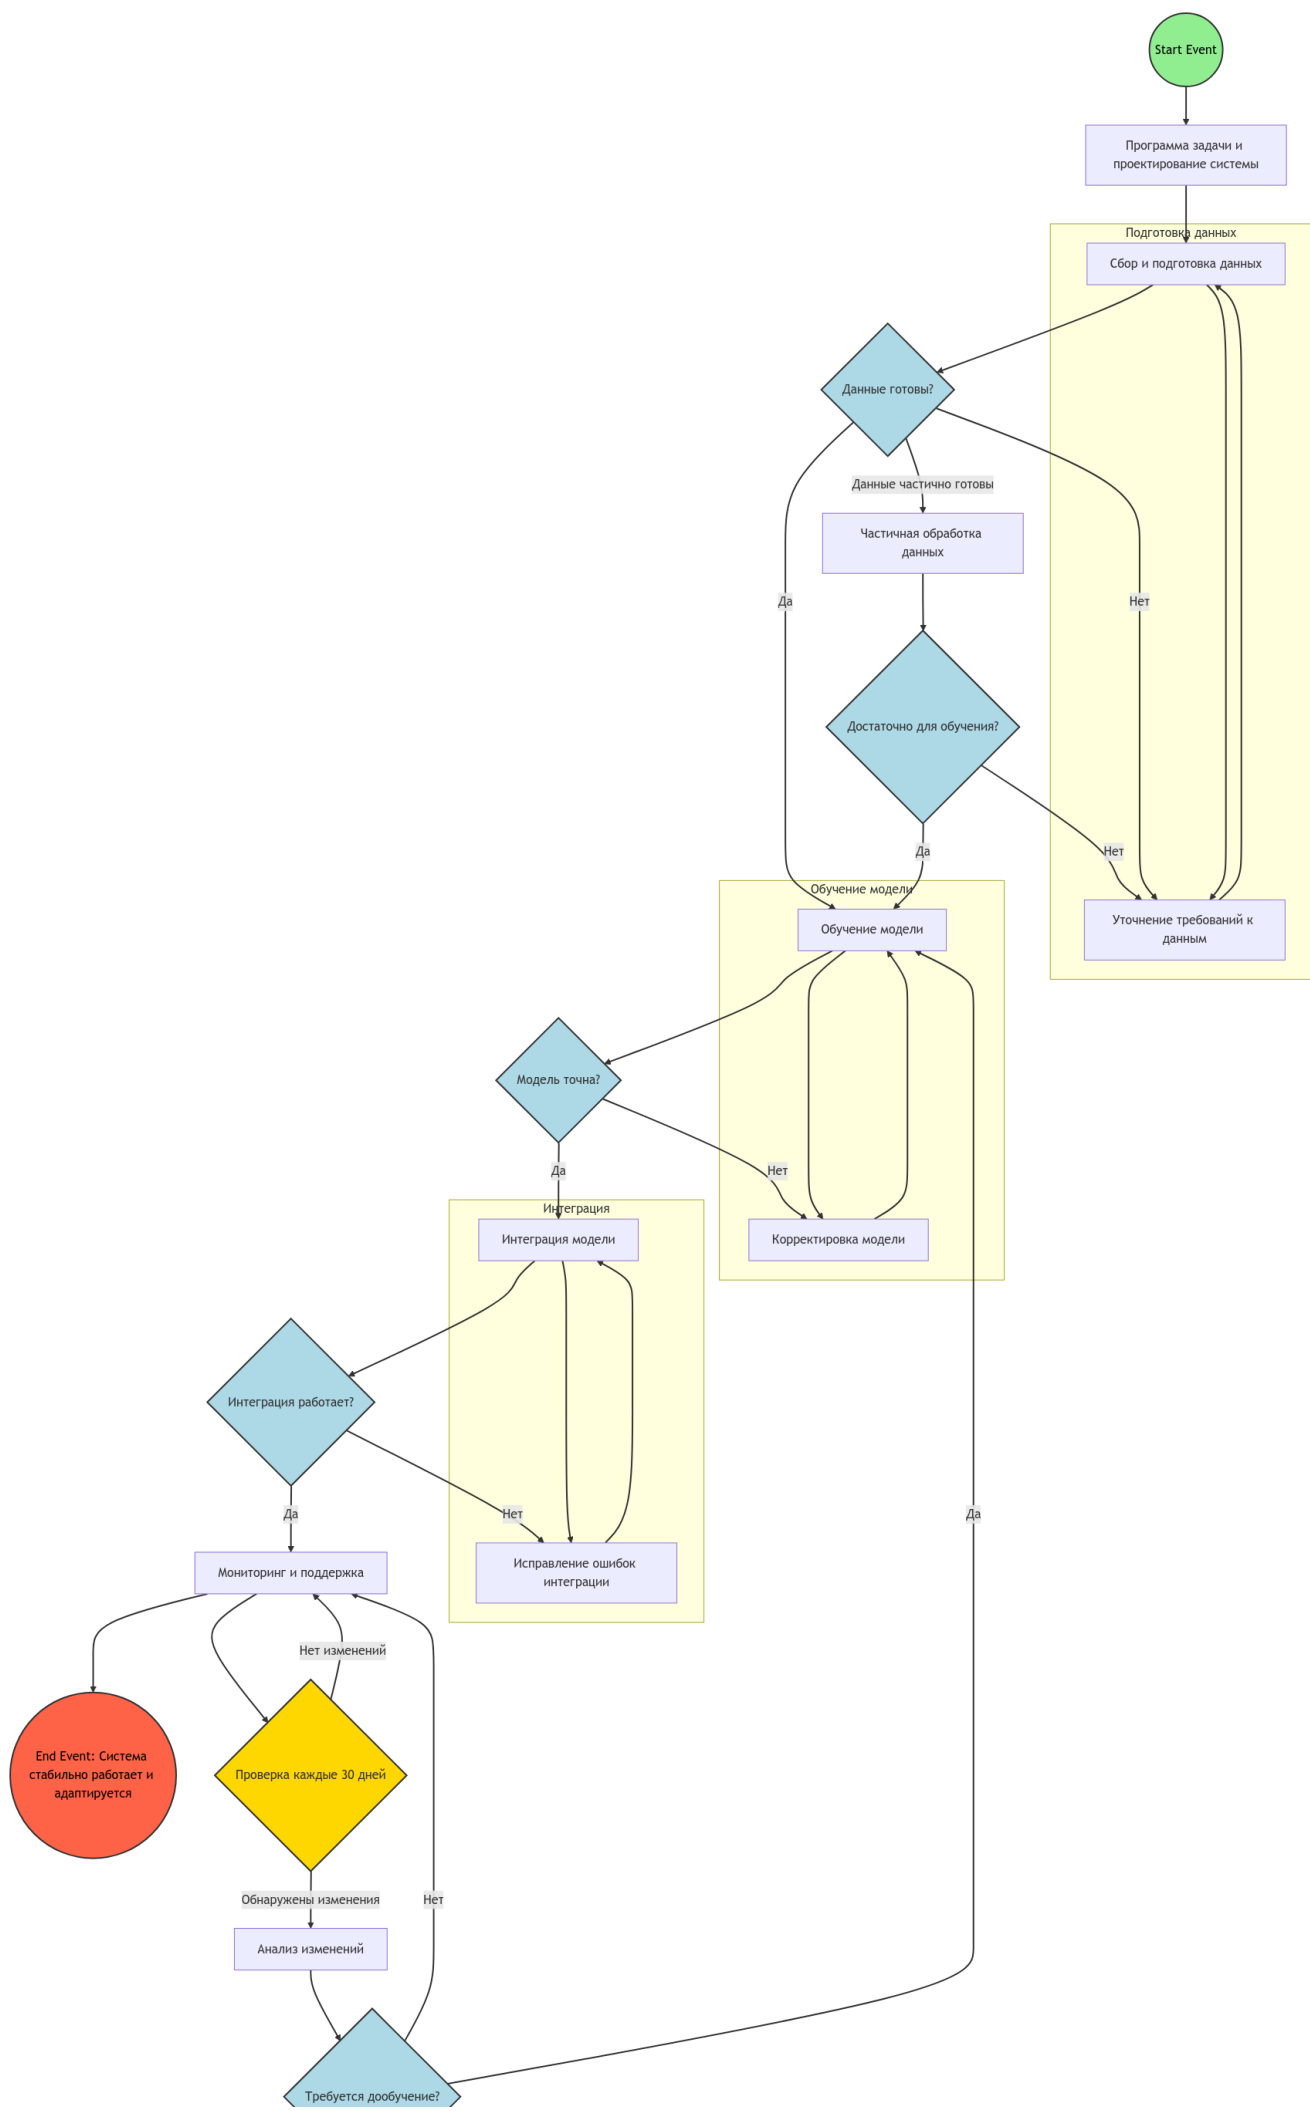 Start Event
Программа задачи и
проектирование системы
Подготовка данных
Сбор и подготовка данных
Данные готовы?
Данные частично готовы
Частичная обработка
данных
Да
Нет
Достаточно для обучения?
Да
Нет
Обучение модели
Обучение модели
Уточнение требований к
данным
Модель точна?
Да
Нет
Интеграция
Интеграция модели
Корректировка модели
Интеграция работает?
Да
Нет
Да
Мониторинг и поддержка
Исправление ошибок
интеграции
Нет изменений
End Event: Система
стабильно работает и
адаптируется
Проверка каждые 30 дней
Обнаружены изменения
Нет
Анализ изменений
Требуется дообучение?